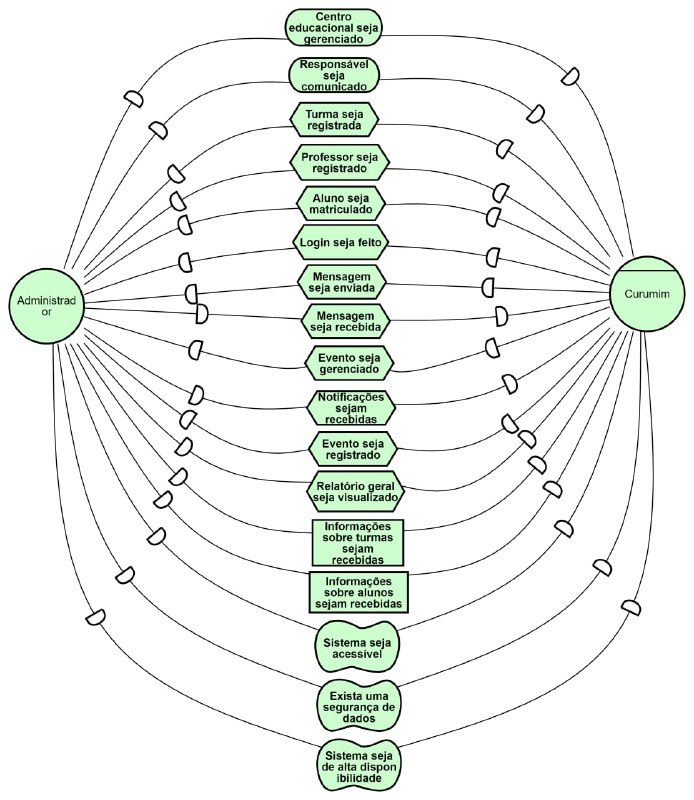 Centro
educacional seja
gerenciado
Responsável
seja
comunicado
Turma seja
registrada
Professor seja
registrado
Aluno seja
matriculado
Login seja feito
Mensagem
seja enviada
Administrad
or
Curumim
Mensagem
seja recebida
Evento seja
gerenciado
Notificações
sejam
recebidas
Evento seja
registrado
Relatório geral
seja visualizado
Informações
sobre turmas
sejam
recebidas
Informações
sobre alunos
sejam recebidas
Sistema seja
acessível
Exista uma
segurança de
dados
Sistema seja
de alta dispon
ibilidade